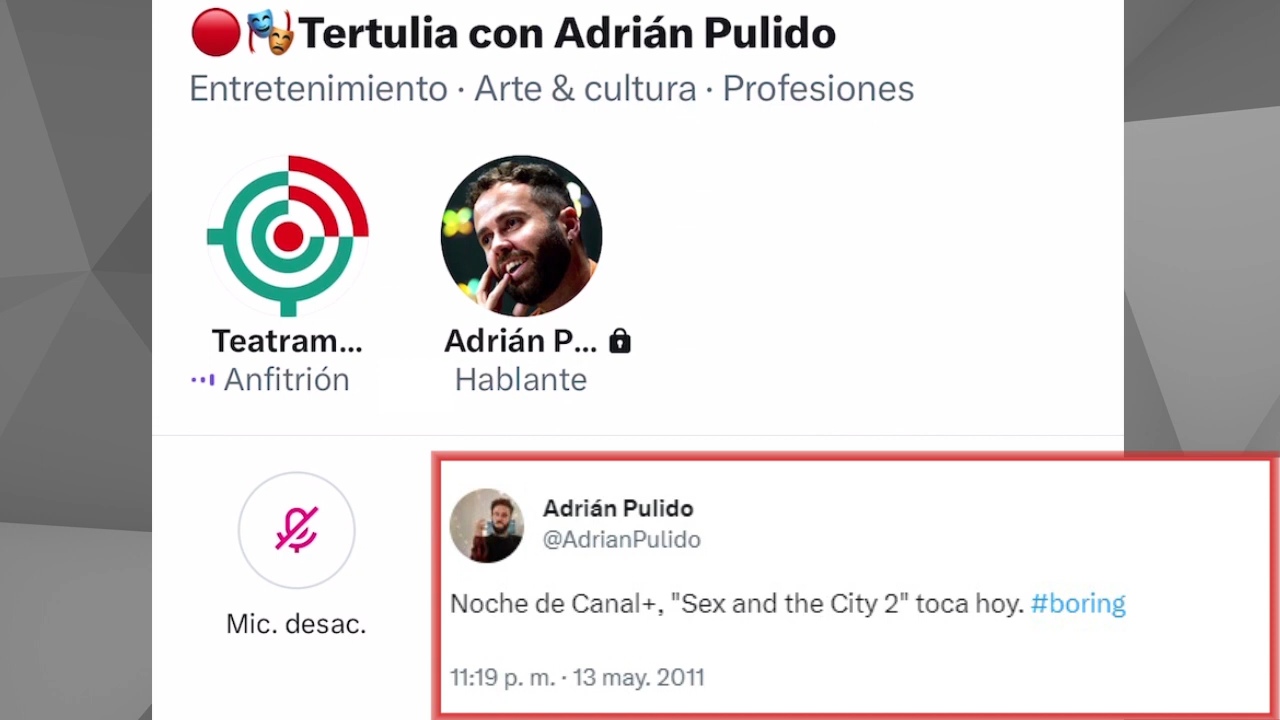 🔴🎭Tertulia con Adrián Pulido
Entretenimiento · Arte & cultura · Profesiones
Teatram...
Adrián P...
Anfitrión
Hablante
Mic. desac.
Adrián Pulido
@AdrianPulido
Noche de Canal+, "Sex and the City 2" toca hoy. #boring
11:19 p. m. · 13 may. 2011